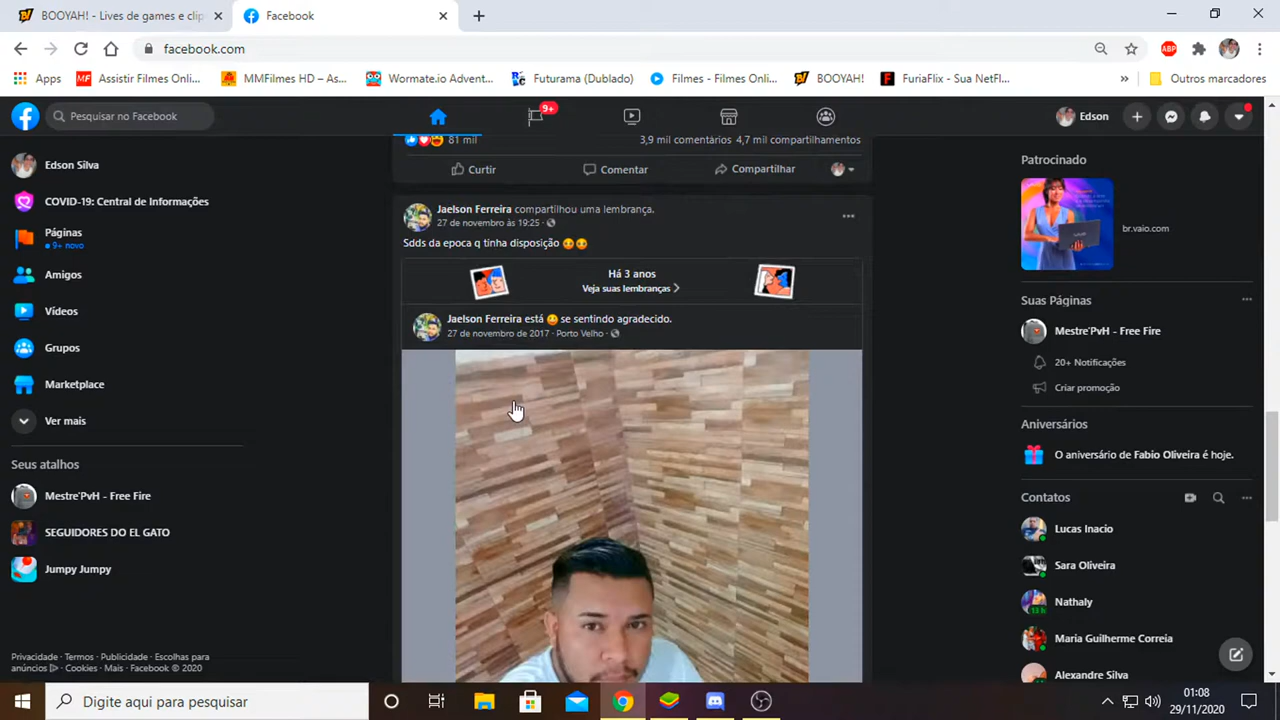 BOOYAH! - Lives de games e clip
Facebook
facebook.com
Apps
Assistir Filmes Onli...
MMFilmes HD – As...
Wormate.io Advent...
Futurama (Dublado)
Filmes - Filmes Onli...
BOOYAH!
FuriaFlix - Sua NetFl...
»
Outros marcadores
Pesquisar no Facebook
9+
Edson
Edson Silva
COVID-19: Central de Informações
Páginas
9+ novo
Amigos
Vídeos
Grupos
Marketplace
Ver mais
Seus atalhos
Mestre'PvH - Free Fire
SEGUIDORES DO EL GATO
Jumpy Jumpy
Privacidade · Termos · Publicidade · Escolhas para
anúncios · Cookies · Mais · Facebook © 2020
81 mil
3,9 mil comentários 4,7 mil compartilhamentos
Curtir
Comentar
Compartilhar
Jaelson Ferreira compartilhou uma lembrança.
27 de novembro às 19:25 ·
Sdds da epoca q tinha disposição
Há 3 anos
Veja suas lembranças
Jaelson Ferreira está se sentindo agradecido.
27 de novembro de 2017 · Porto Velho ·
Patrocinado
br.vaio.com
Suas Páginas
Mestre'PvH - Free Fire
20+ Notificações
Criar promoção
Aniversários
O aniversário de Fabio Oliveira é hoje.
Contatos
Lucas Inacio
Sara Oliveira
Nathaly
13 h
Maria Guilherme Correia
Alexandre Silva
Digite aqui para pesquisar
01:08
29/11/2020